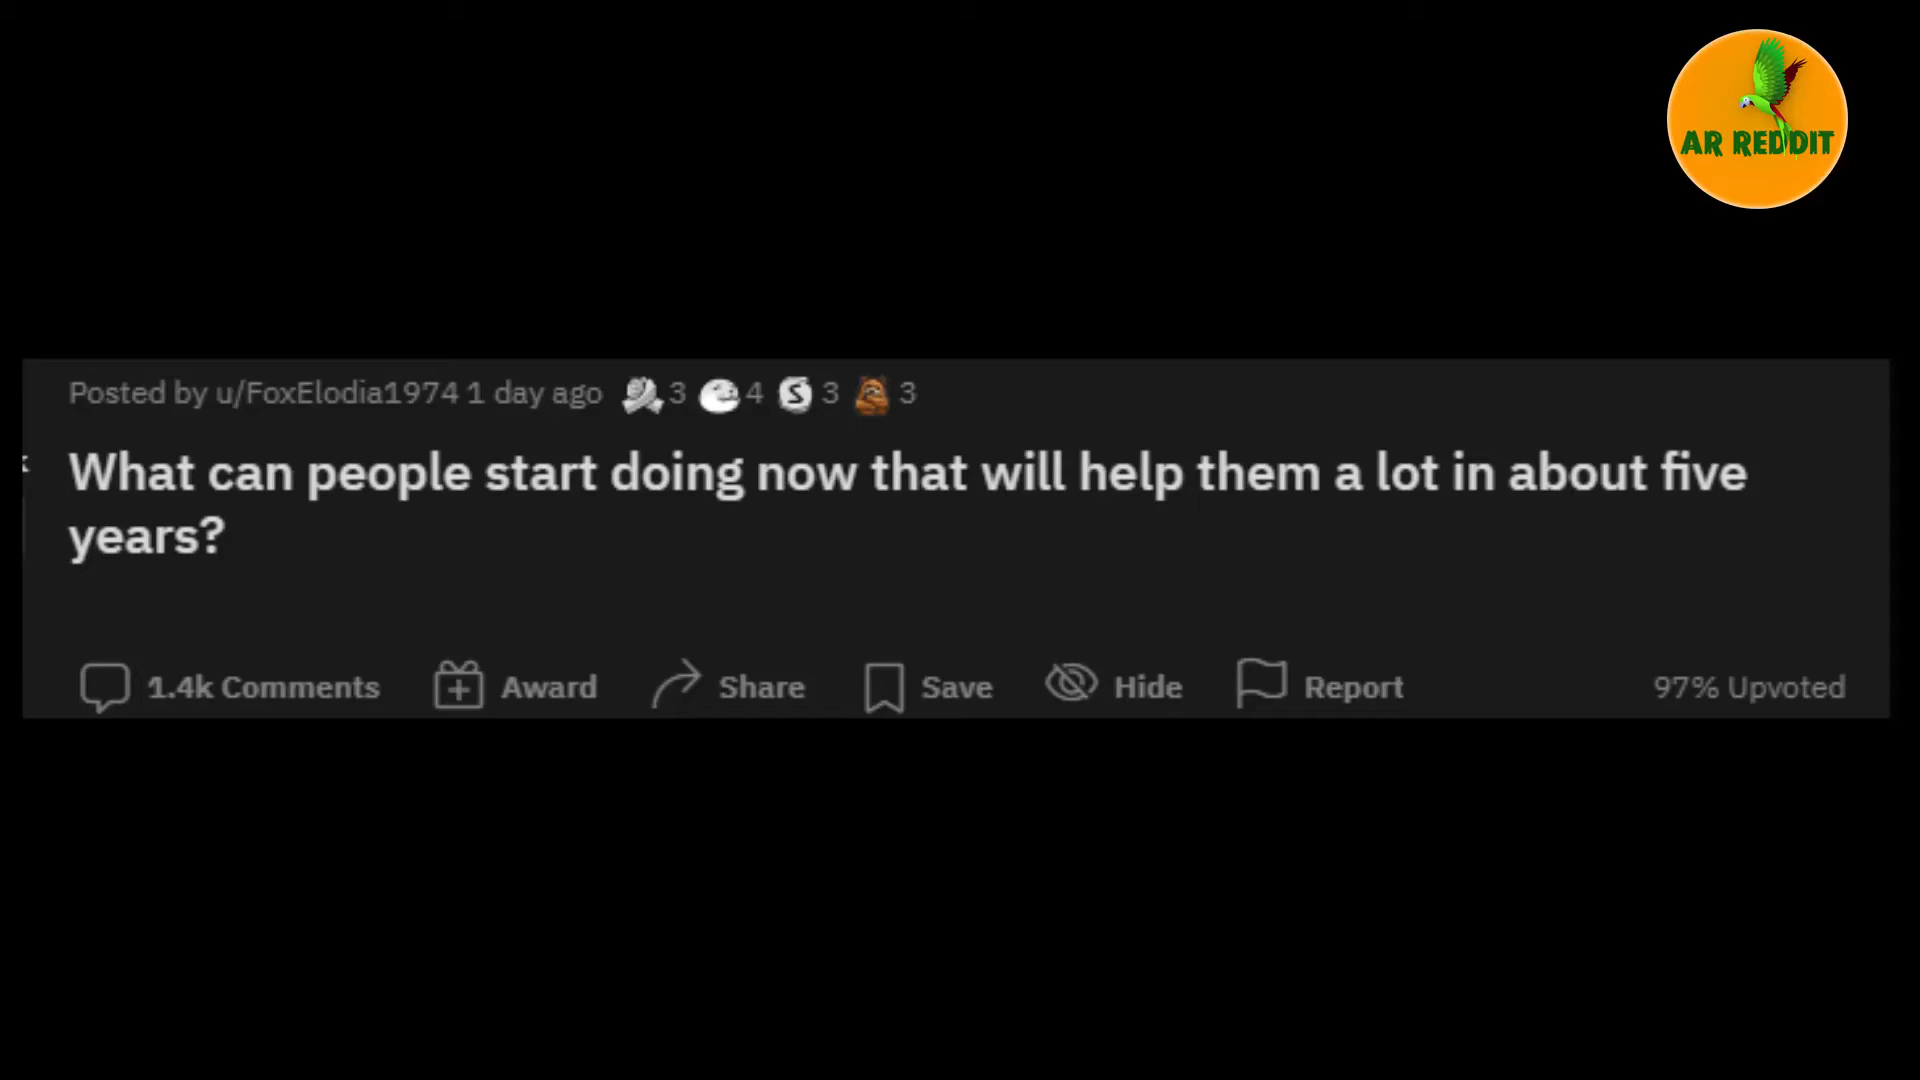 AR REDDIT
Posted by u/FoxElodia1974 1 day ago 3 4 S 3 3
What can people start doing now that will help them a lot in about five
years?
1.4k Comments Award Share Save Hide Report 97% Upvoted